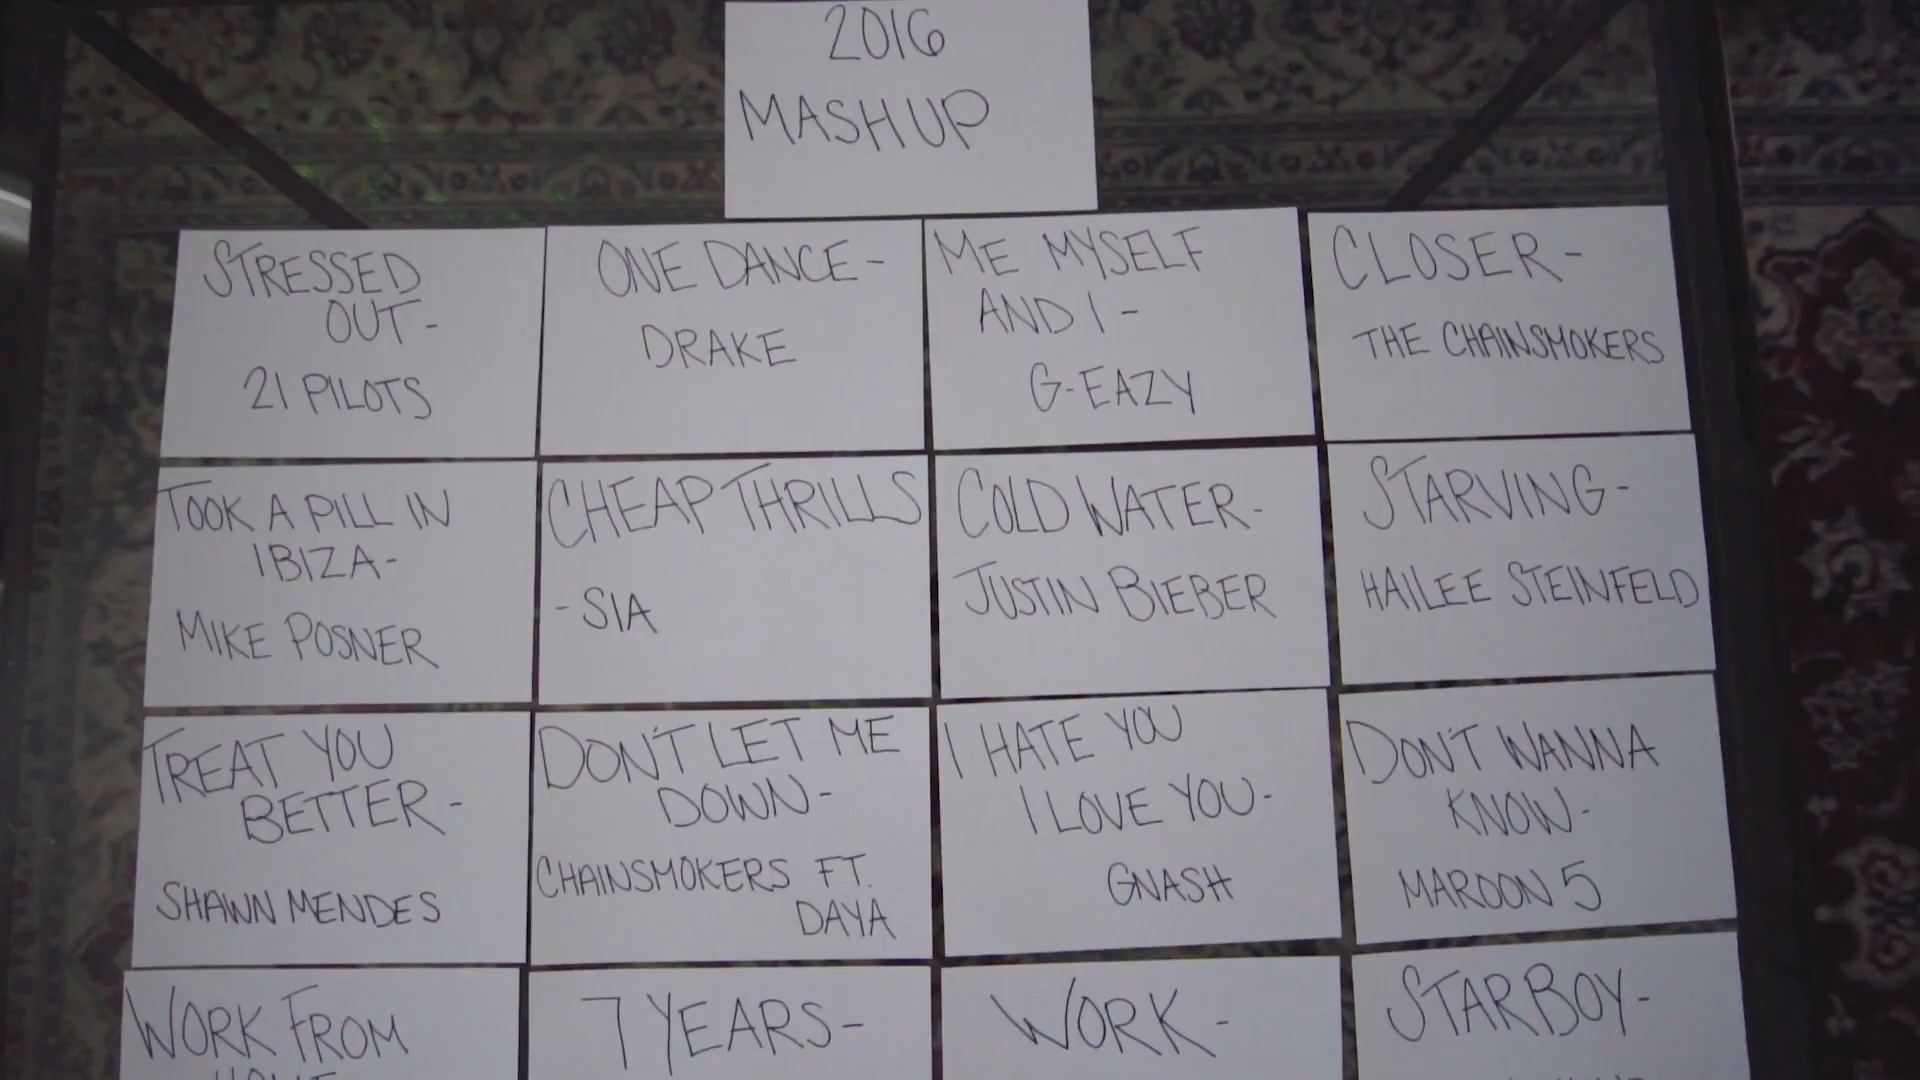 2016
MASHUP
STRESSED
OUT-
21 PILOTS
ONE DANCE-
DRAKE
ME MYSELF
AND I -
G-EAZY
CLOSER-
THE CHAINSMOKERS
TOOK A PILL IN
IBIZA-
MIKE POSNER
CHEAP THRILLS
-SIA
COLD WATER-
JUSTIN BIEBER
STARVING-
HAILEE STEINFELD
TREAT YOU
BETTER-
SHAWN MENDES
DON'T LET ME
DOWN-
CHAINSMOKERS FT.
DAYA
I HATE YOU
I LOVE YOU-
GNASH
DON'T WANNA
KNOW-
MAROON 5
WORK FROM
7 YEARS-
WORK-
STARBOY-